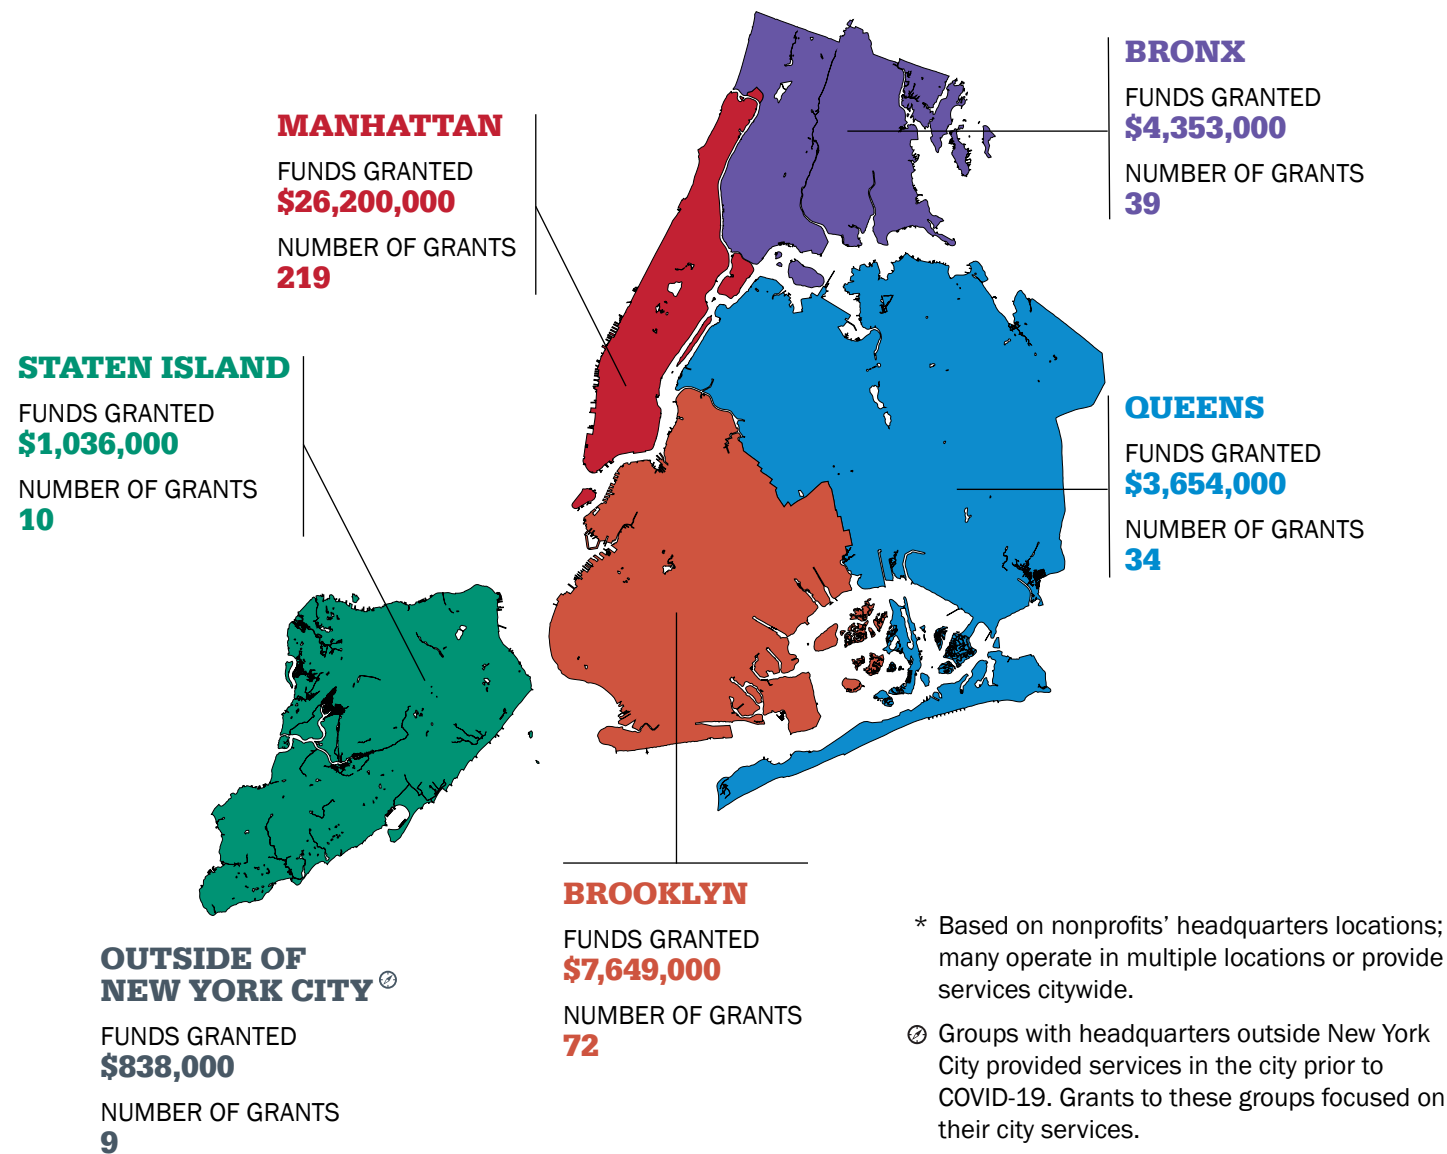 BRONX
FUNDS GRANTED
$4,353,000
NUMBER OF GRANTS
39
MANHATTAN
FUNDS GRANTED
$26,200,000
NUMBER OF GRANTS
219
STATEN ISLAND
FUNDS GRANTED
$1,036,000
NUMBER OF GRANTS
10
QUEENS
FUNDS GRANTED
$3,654,000
NUMBER OF GRANTS
34
BROOKLYN
FUNDS GRANTED
$7,649,000
NUMBER OF GRANTS
72
OUTSIDE OF
NEW YORK CITY
FUNDS GRANTED
$838,000
NUMBER OF GRANTS
9
* Based on nonprofits’ headquarters locations;
many operate in multiple locations or provide
services citywide.
Groups with headquarters outside New York
City provided services in the city prior to
COVID-19. Grants to these groups focused on
their city services.